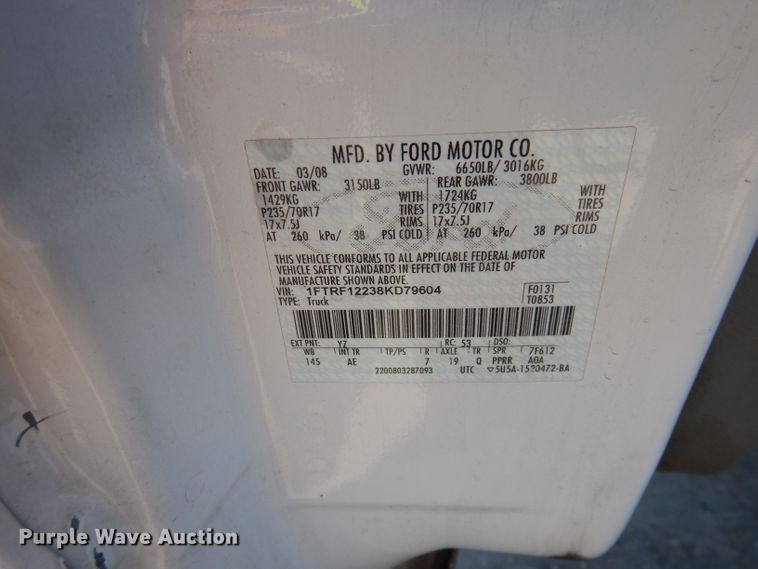 MFD. BY FORD MOTOR CO.
DATE: 03/08 GVWR: 6650LB/ 3016KG
FRONT GAWR: 3150LB REAR GAWR: 3800LB
1429KG WITH 1724KG WITH
P235/70R17 TIRES P235/70R17 TIRES
17x7.5J RIMS 17x7.5J RIMS
AT 260 kPa/ 38 PSI COLD AT 260 kPa/ 38 PSI COLD
THIS VEHICLE CONFORMS TO ALL APPLICABLE FEDERAL MOTOR
VEHICLE SAFETY STANDARDS IN EFFECT ON THE DATE OF
MANUFACTURE SHOWN ABOVE.
VIN: 1FTRF12238KD79604 F0131
TYPE: Truck T0853
EXT PNT: YZ RC: 53 DSO:
WB INT TR TP/PS R AXLE TR SPR 7F612
145 AE 7 19 Q PPRR A0A
2200803287093 UTC ▽5U5A-1520472-BA
Purple Wave Auction